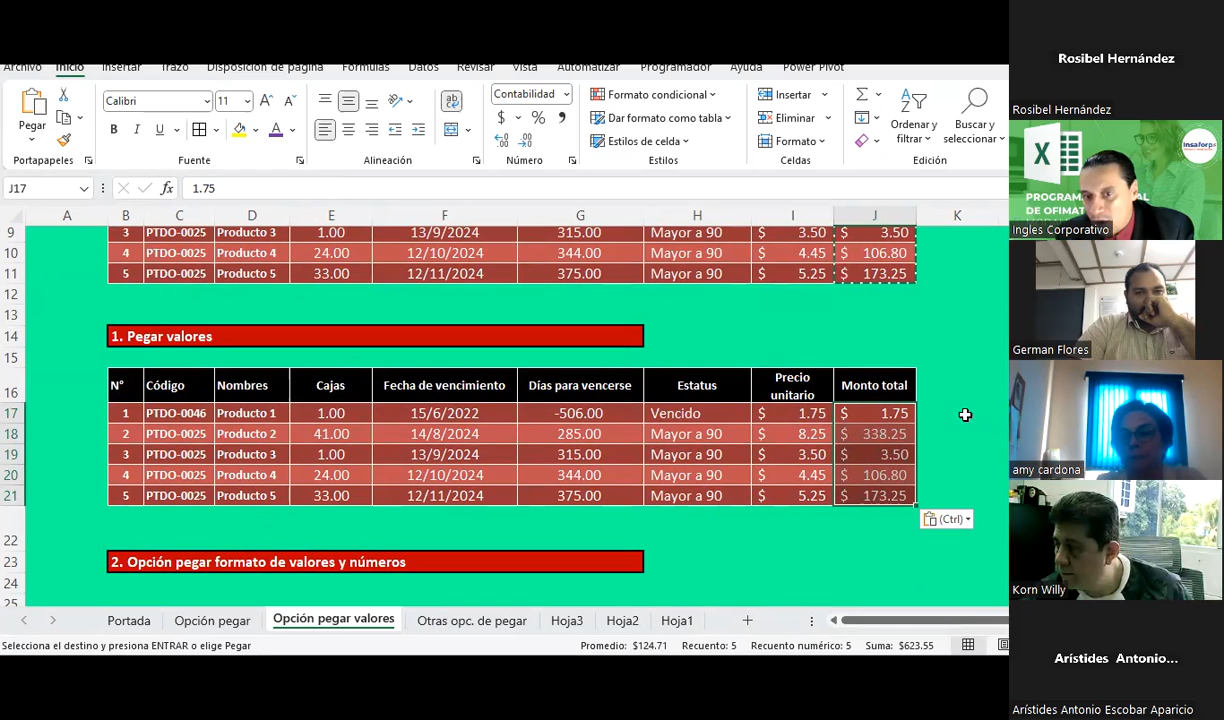 Archivo Inicio Insertar Trazo Disposición de página Fórmulas Datos Revisar Vista Automatizar Programador Ayuda Power Pivot
Pegar
Portapapeles
Calibri 11
N K S
Fuente
Alineación
Contabilidad
$ % 9
Número
Formato condicional
Dar formato como tabla
Estilos de celda
Estilos
Insertar
Eliminar
Formato
Celdas
Ordenar y filtrar
Buscar y seleccionar
Edición
J17 fx 1.75
A B C D E F G H I J K
9 3 PTDO-0025 Producto 3 1.00 13/9/2024 315.00 Mayor a 90 $ 3.50 $ 3.50
10 4 PTDO-0025 Producto 4 24.00 12/10/2024 344.00 Mayor a 90 $ 4.45 $ 106.80
11 5 PTDO-0025 Producto 5 33.00 12/11/2024 375.00 Mayor a 90 $ 5.25 $ 173.25
12
13
14 1. Pegar valores
15
16 N° Código Nombres Cajas Fecha de vencimiento Días para vencerse Estatus Precio unitario Monto total
17 1 PTDO-0046 Producto 1 1.00 15/6/2022 -506.00 Vencido $ 1.75 $ 1.75
18 2 PTDO-0025 Producto 2 41.00 14/8/2024 285.00 Mayor a 90 $ 8.25 $ 338.25
19 3 PTDO-0025 Producto 3 1.00 13/9/2024 315.00 Mayor a 90 $ 3.50 $ 3.50
20 4 PTDO-0025 Producto 4 24.00 12/10/2024 344.00 Mayor a 90 $ 4.45 $ 106.80
21 5 PTDO-0025 Producto 5 33.00 12/11/2024 375.00 Mayor a 90 $ 5.25 $ 173.25
(Ctrl)
22
23 2. Opción pegar formato de valores y números
24
25
Portada Opción pegar Opción pegar valores Otras opc. de pegar Hoja3 Hoja2 Hoja1
Selecciona el destino y presiona ENTRAR o elige Pegar Promedio: $124.71 Recuento: 5 Recuento numérico: 5 Suma: $623.55
Rosibel Hernández
Rosibel Hernández
insaforp
PROGRAMA
DE OFIMAT
Ingles Corporativo
German Flores
amy cardona
Korn Willy
Arístides Antonio...
Arístides Antonio Escobar Aparicio